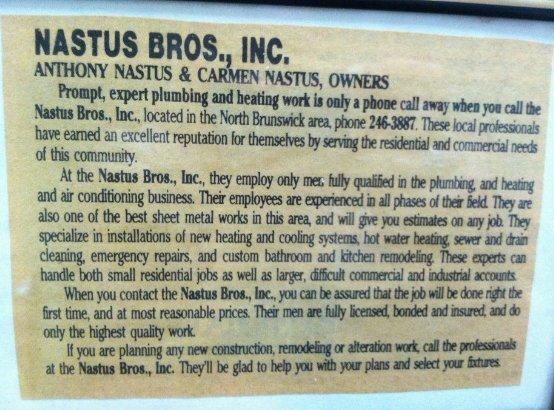 NASTUS BROS., INC.
ANTHONY NASTUS & CARMEN NASTUS, OWNERS
Prompt, expert plumbing and heating work is only a phone call away when you call the
Nastus Bros., Inc., located in the North Brunswick area, phone 246-3887. These local professionals
have earned an excellent reputation for themselves by serving the residential and commercial needs
of this community.
At the Nastus Bros., Inc., they employ only men, fully qualified in the plumbing, and heating
and air conditioning business. Their employees are experienced in all phases of their field. They are
also one of the best sheet metal works in this area, and will give you estimates on any job. They
specialize in installations of new heating and cooling systems, hot water heating, sewer and drain
cleaning, emergency repairs, and custom bathroom and kitchen remodeling. These experts can
handle both small residential jobs as well as larger, difficult commercial and industrial accounts.
When you contact the Nastus Bros., Inc., you can be assured that the job will be done right the
first time, and at most reasonable prices. Their men are fully licensed, bonded and insured, and do
only the highest quality work.
If you are planning any new construction, remodeling or alteration work, call the professionals
at the Nastus Bros., Inc. They'll be glad to help you with your plans and select your fixtures.